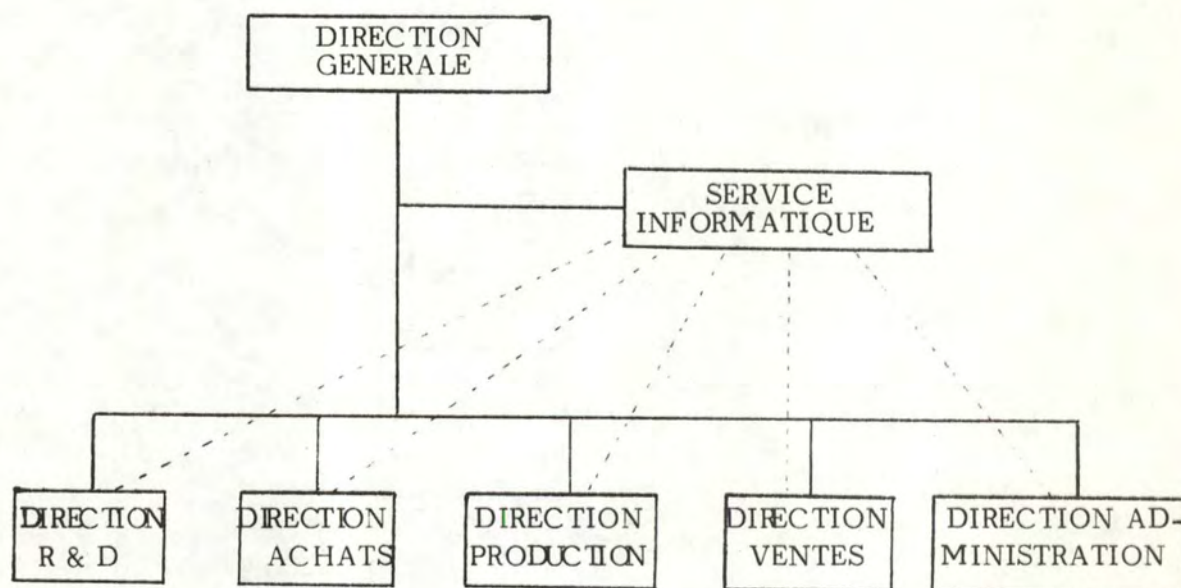 DIRECTION
GENERALE
SERVICE
INFORMATIQUE
DIRECTION
R & D
DIRECTION
ACHATS
DIRECTION
PRODUCTION
DIRECTION
VENTES
DIRECTION AD-
MINISTRATION